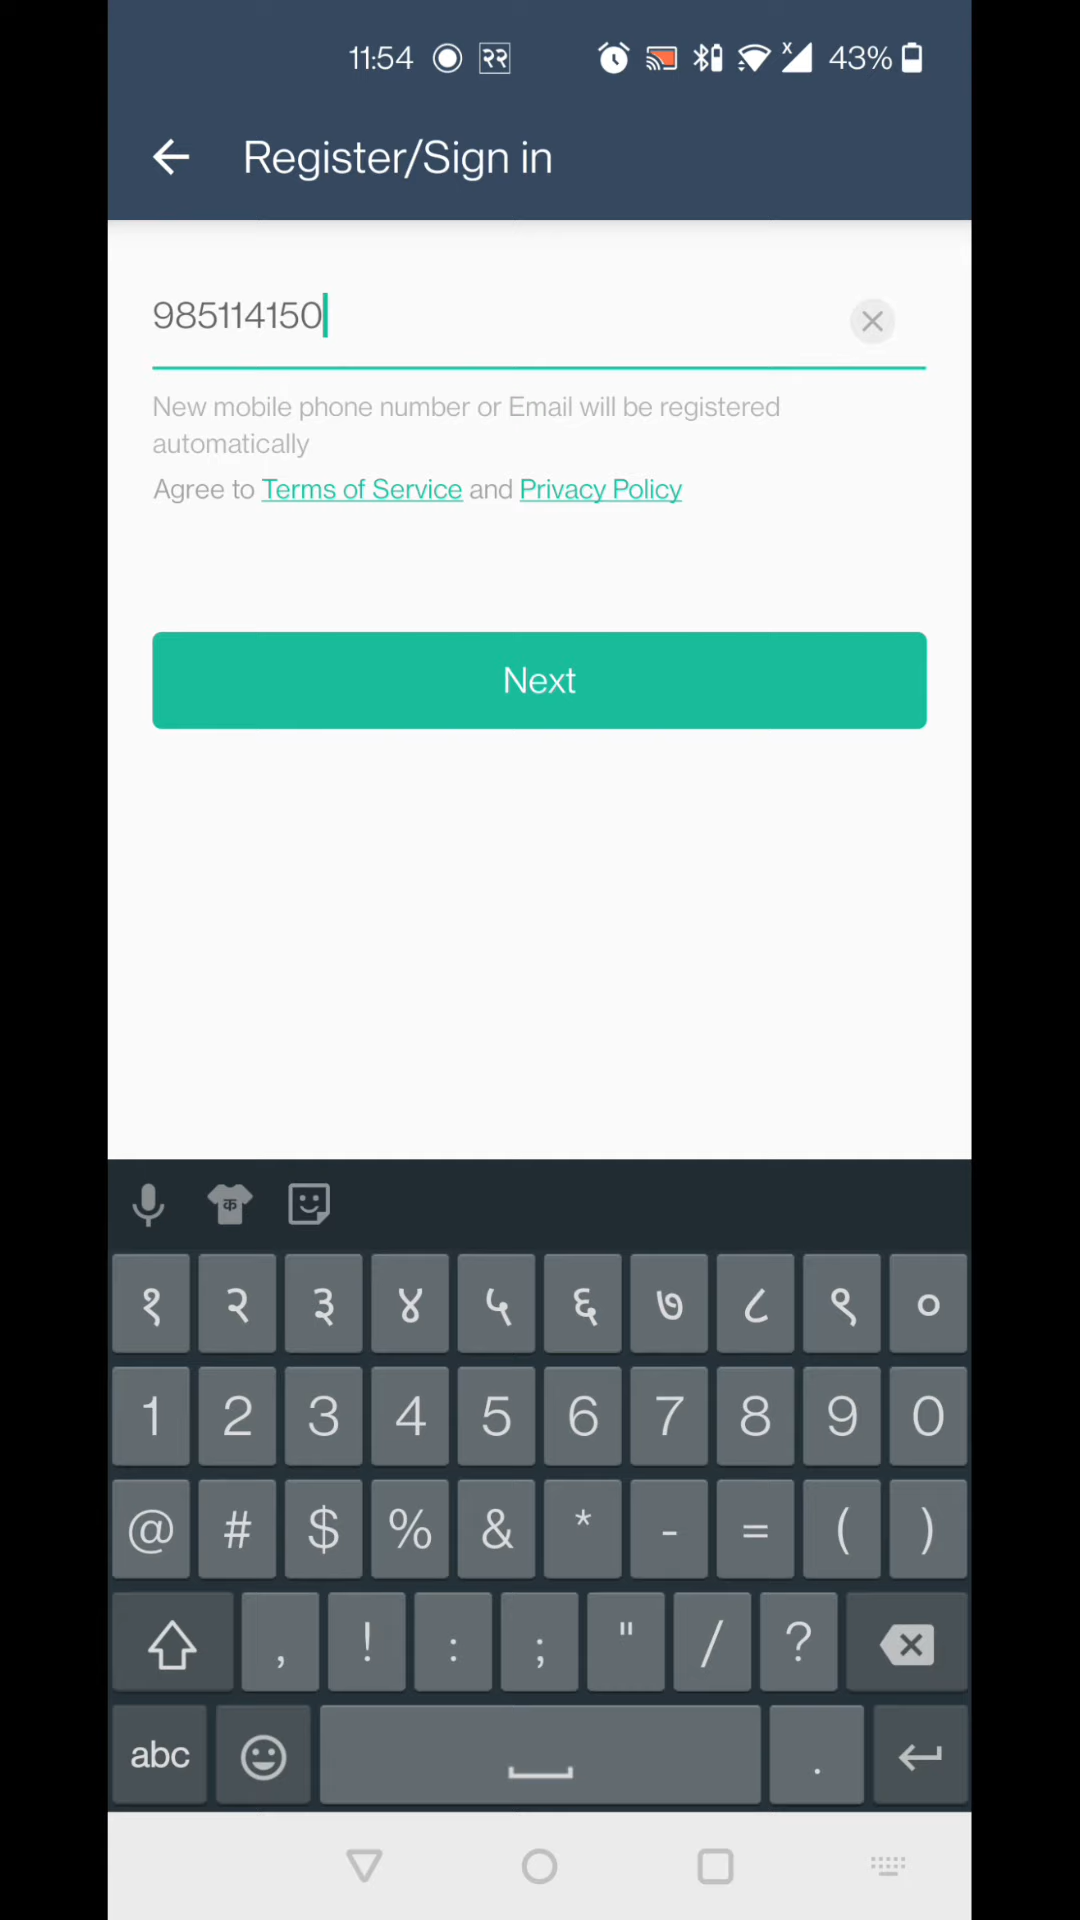 11:54 २२ 43%
Register/Sign in
985114150
New mobile phone number or Email will be registered
automatically
Agree to Terms of Service and Privacy Policy
Next
क
१ २ ३ ४ ५ ६ ७ ८ ९ ०
1 2 3 4 5 6 7 8 9 0
@ # $ % & * - = ( )
, ! : ; " / ?
abc .